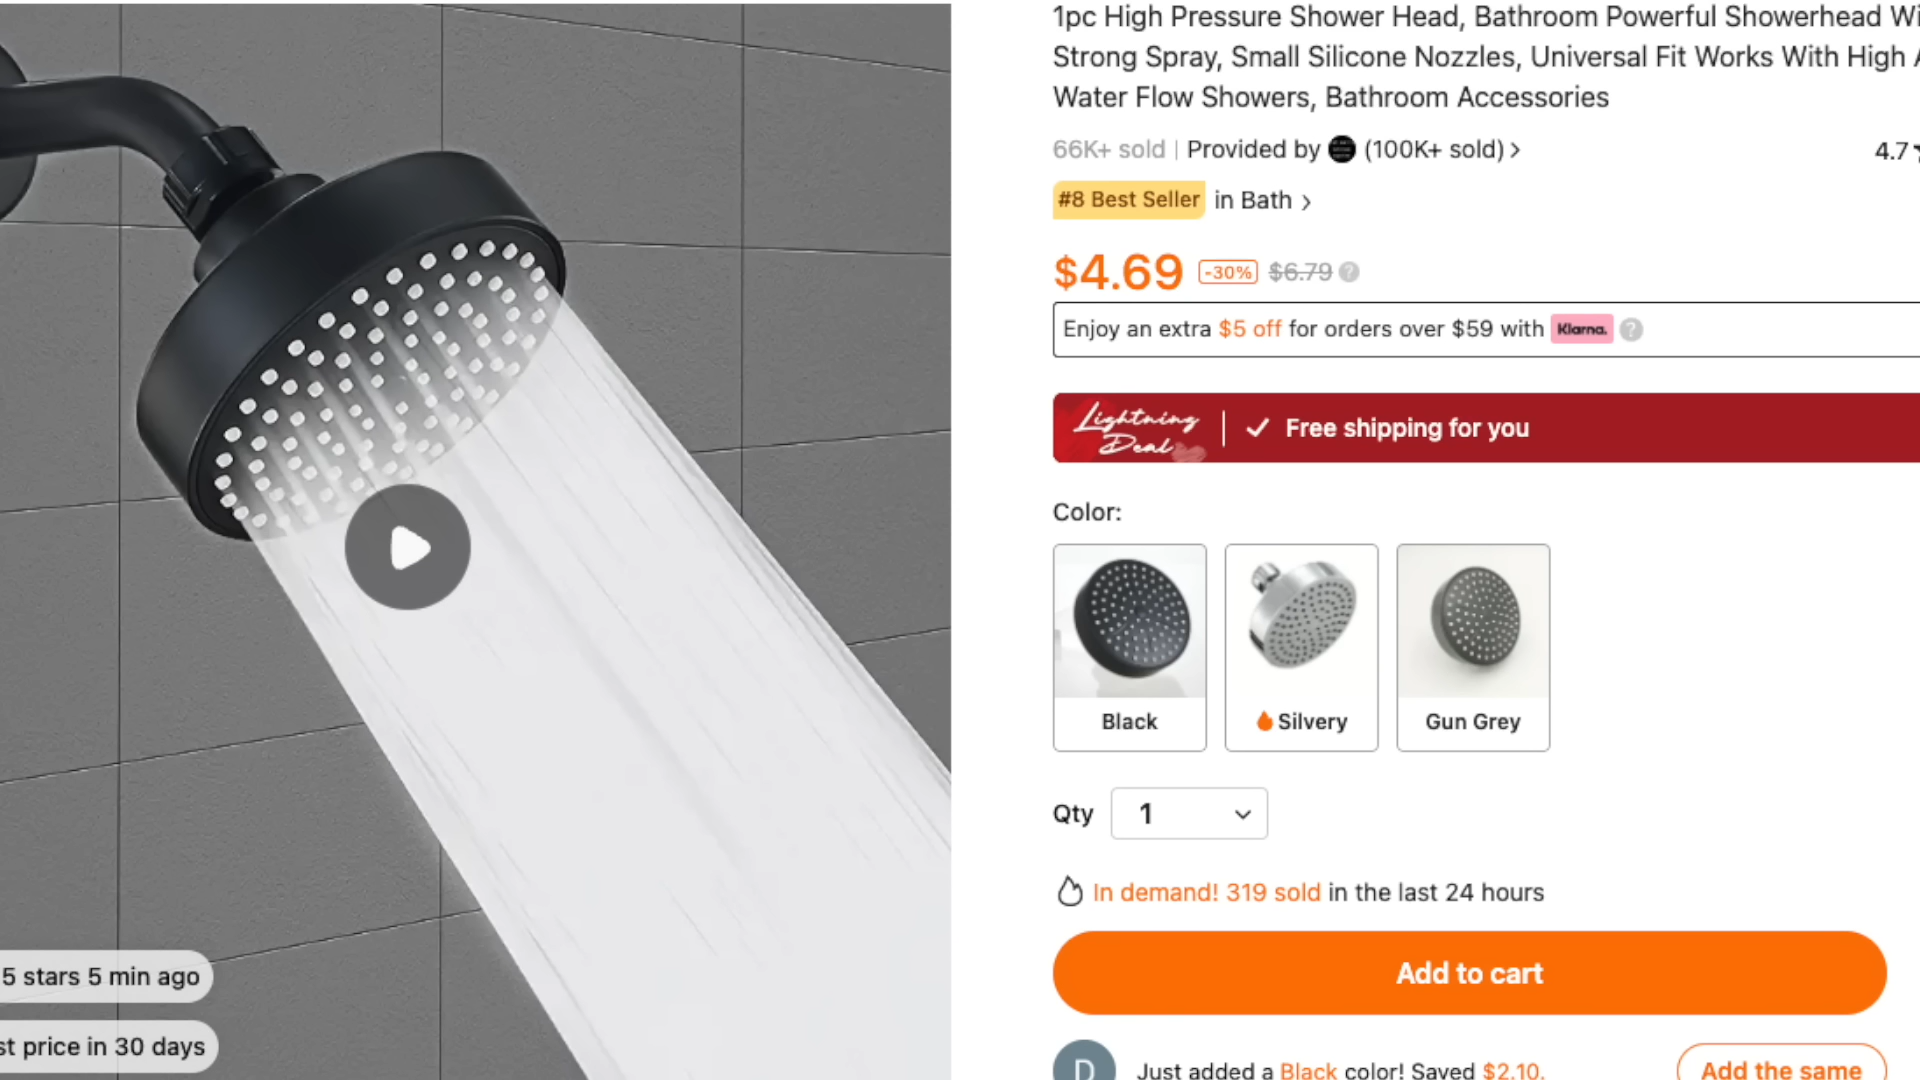 1pc High Pressure Shower Head, Bathroom Powerful Showerhead
Strong Spray, Small Silicone Nozzles, Universal Fit Works With High
Water Flow Showers, Bathroom Accessories
66K+ sold | Provided by (100K+ sold) >
4.7
#8 Best Seller in Bath >
$4.69 -30% $6.79 ?
Enjoy an extra $5 off for orders over $59 with Klarna. ?
Lightning Deal | ✓ Free shipping for you
Color:
Black
Silvery
Gun Grey
Qty 1
In demand! 319 sold in the last 24 hours
Add to cart
D Just added a Black color! Saved $2.10.
Add the same
5 stars 5 min ago
price in 30 days